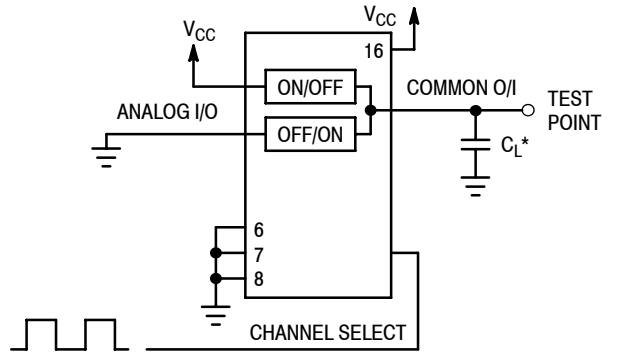 VCC
VCC
16
ON/OFF
COMMON O/I
ANALOG I/O
OFF/ON
TEST
POINT
CL*
6
7
8
CHANNEL SELECT